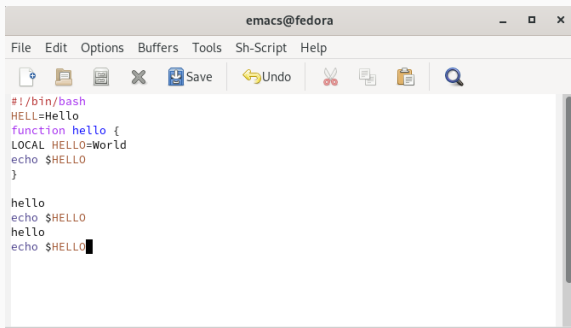 emacs@fedora
File Edit Options Buffers Tools Sh-Script Help
Save Undo
#!/bin/bash
HELL=Hello
function hello {
LOCAL HELLO=World
echo $HELLO
}
hello
echo $HELLO
hello
echo $HELLO